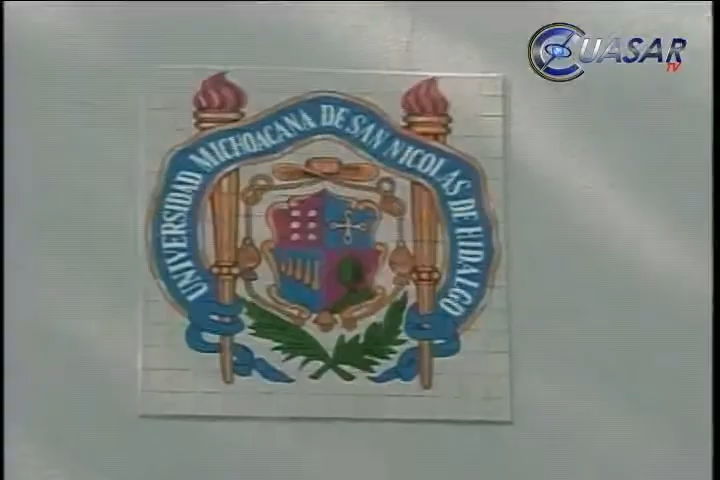 CUASAR
TV
UNIVERSIDAD MICHOACANA DE SAN NICOLAS DE HIDALGO